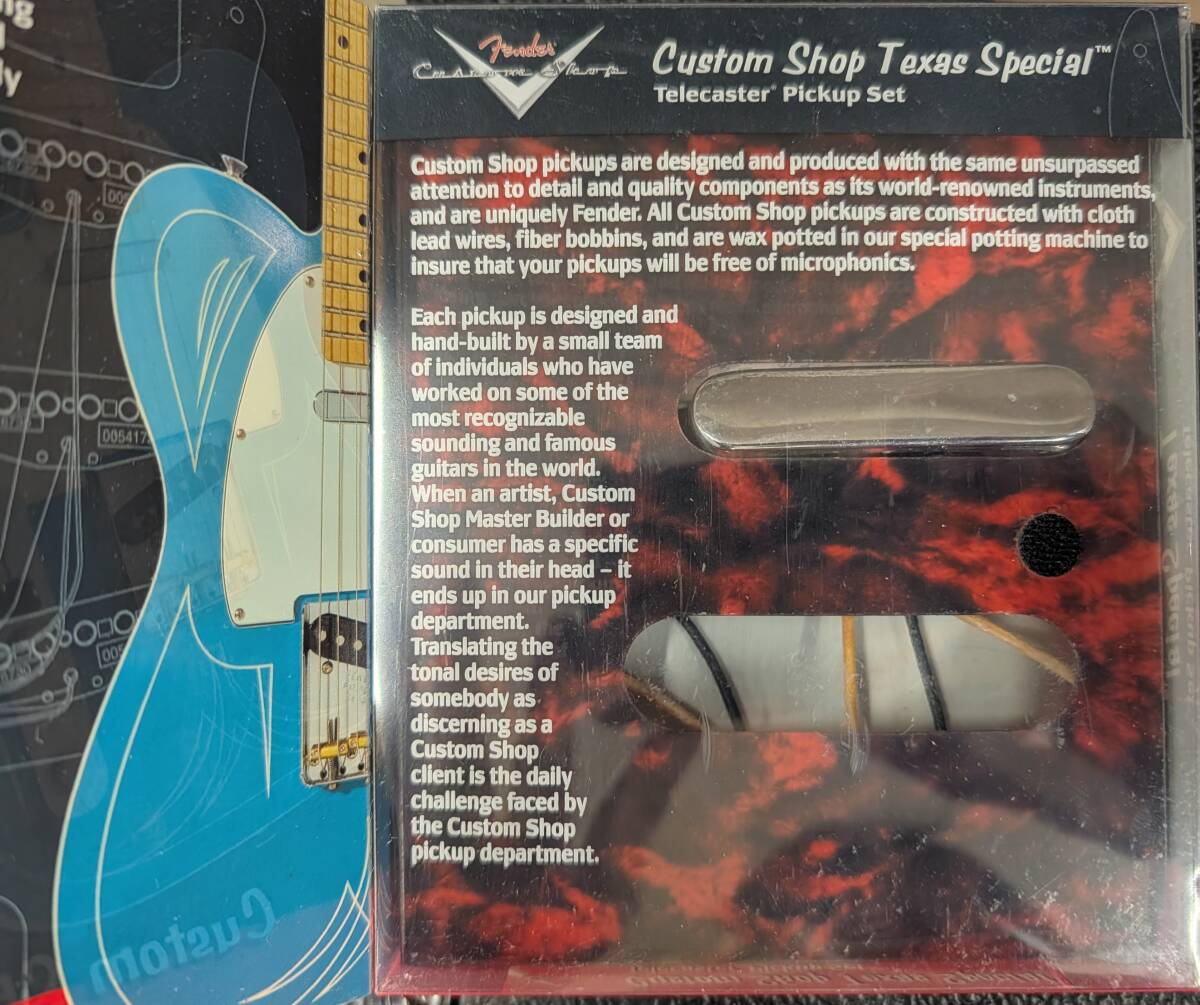 ng
y
Fender
Custom Shop
Custom Shop Texas Special™
Telecaster® Pickup Set
Custom Shop pickups are designed and produced with the same unsurpassed
attention to detail and quality components as its world-renowned instruments,
and are uniquely Fender. All Custom Shop pickups are constructed with cloth
lead wires, fiber bobbins, and are wax potted in our special potting machine to
insure that your pickups will be free of microphonics.
Each pickup is designed and
hand-built by a small team
of individuals who have
worked on some of the
most recognizable
sounding and famous
guitars in the world.
When an artist, Custom
Shop Master Builder or
consumer has a specific
sound in their head – it
ends up in our pickup
department.
Translating the
tonal desires of
somebody as
discerning as a
Custom Shop
client is the daily
challenge faced by
the Custom Shop
pickup department.
005417
Custom